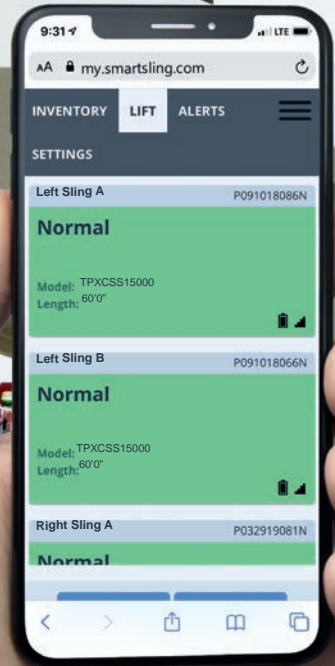 9:31
LTE
AA my.smartsling.com
INVENTORY LIFT ALERTS
SETTINGS
Left Sling A P091018086N
Normal
Model: TPXCSS15000
Length: 60'0"
Left Sling B P091018066N
Normal
Model: TPXCSS15000
Length: 60'0"
Right Sling A P032919081N
Normal